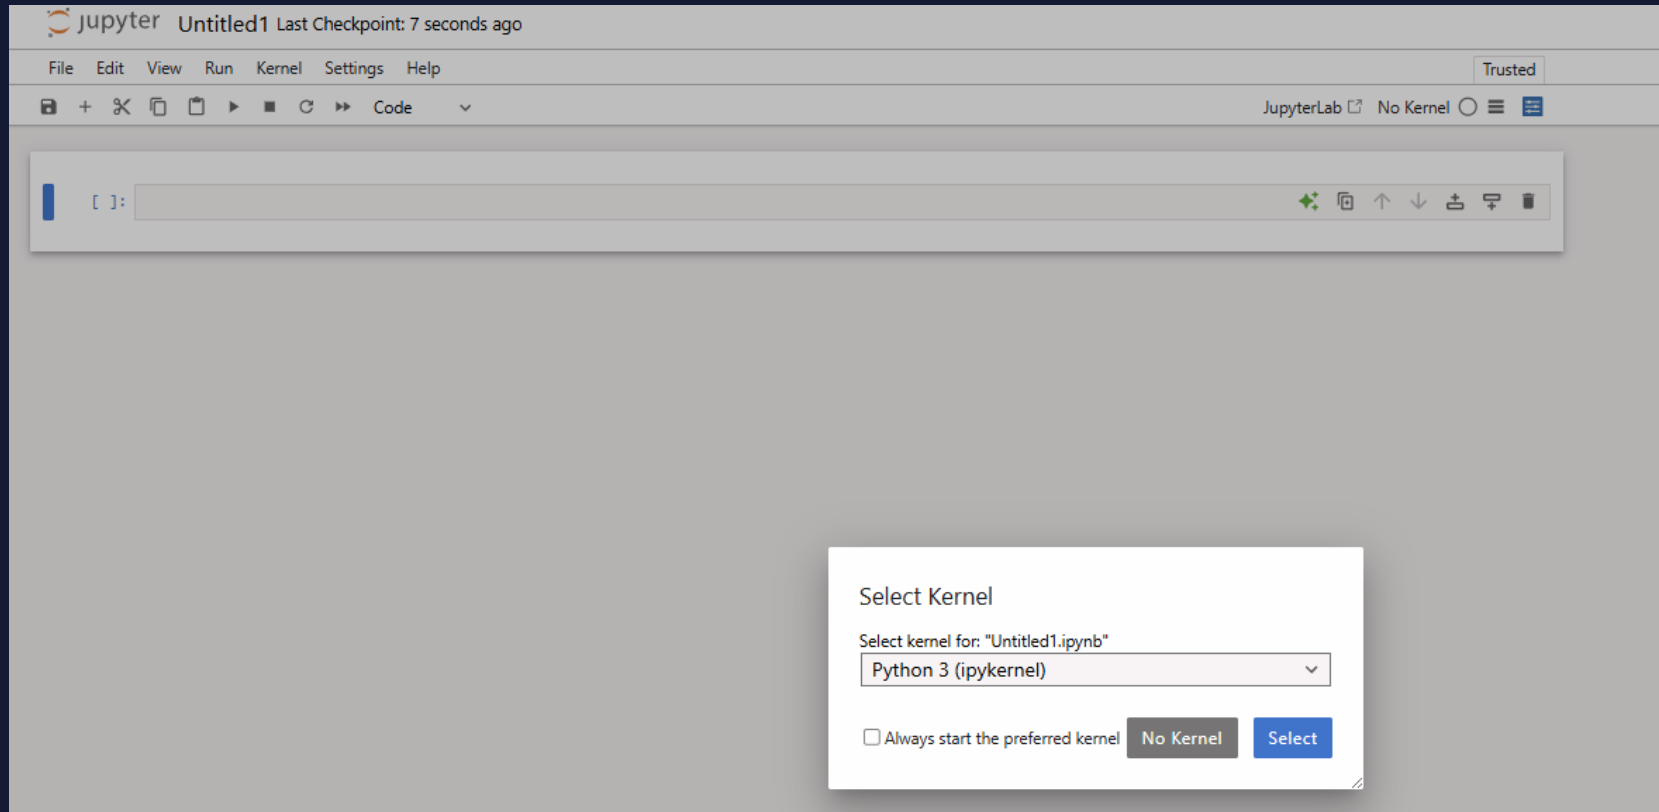 jupyter Untitled1 Last Checkpoint: 7 seconds ago
File Edit View Run Kernel Settings Help Trusted
Code JupyterLab No Kernel
[ ]:
Select Kernel
Select kernel for: "Untitled1.ipynb"
Python 3 (ipykernel)
Always start the preferred kernel No Kernel Select